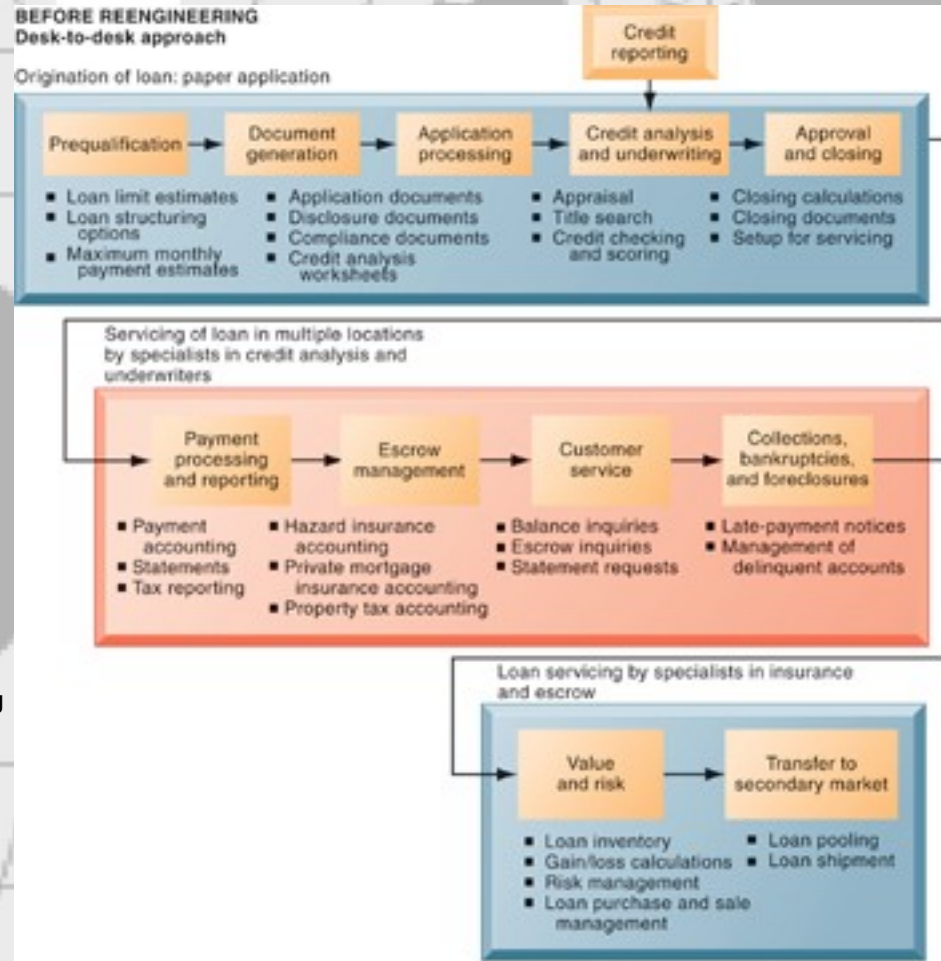 BEFORE REENGINEERING
Desk-to-desk approach
Origination of loan: paper application
Credit
reporting
Prequalification
Document
generation
Application
processing
Credit analysis
and underwriting
Approval
and closing
■ Loan limit estimates
■ Loan structuring
options
■ Maximum monthly
payment estimates
■ Application documents
■ Disclosure documents
■ Compliance documents
■ Credit analysis
worksheets
■ Appraisal
■ Title search
■ Credit checking
and scoring
■ Closing calculations
■ Closing documents
■ Setup for servicing
Servicing of loan in multiple locations
by specialists in credit analysis and
underwriters
Payment
processing
and reporting
Escrow
management
Customer
service
Collections,
bankruptcies,
and foreclosures
■ Payment
accounting
■ Statements
■ Tax reporting
■ Hazard insurance
accounting
■ Private mortgage
insurance accounting
■ Property tax accounting
■ Balance inquiries
■ Escrow inquiries
■ Statement requests
■ Late-payment notices
■ Management of
delinquent accounts
Loan servicing by specialists in insurance
and escrow
Value
and risk
Transfer to
secondary market
■ Loan inventory
■ Gain/loss calculations
■ Risk management
■ Loan purchase and sale
management
■ Loan pooling
■ Loan shipment